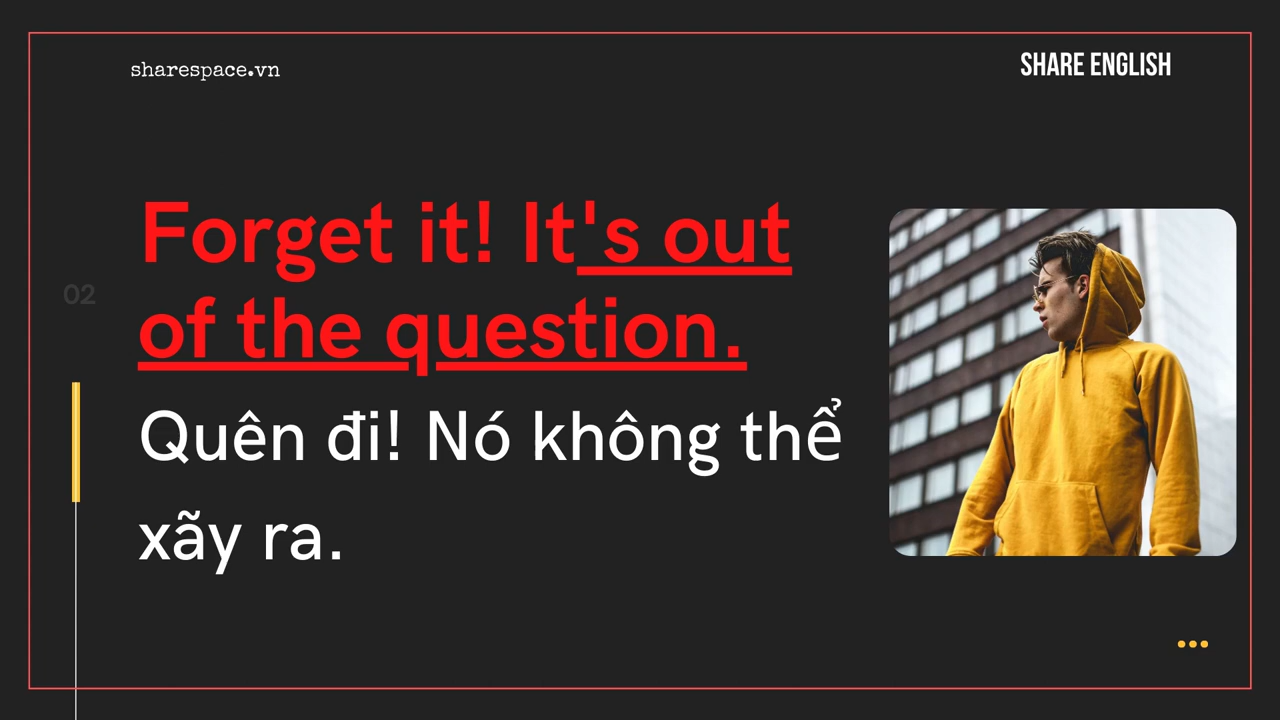 sharespace.vn
SHARE ENGLISH
Forget it! It's out
of the question.
02
Quên đi! Nó không thể
xãy ra.